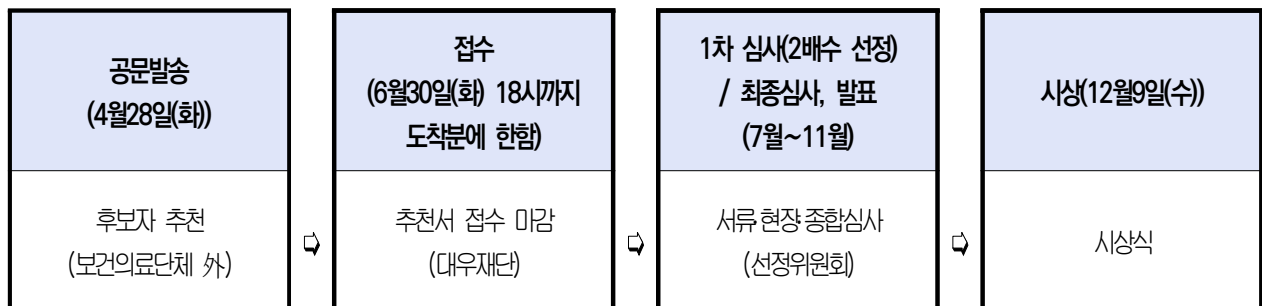 공문발송
(4월28일(화))
후보자 추천
(보건의료단체 外)
⇨
접수
(6월30일(화) 18시까지
도착분에 한함)
추천서 접수 마감
(대우재단)
⇨
1차 심사(2배수 선정)
/ 최종심사, 발표
(7월~11월)
서류·현장·종합심사
(선정위원회)
⇨
시상(12월9일(수))
시상식